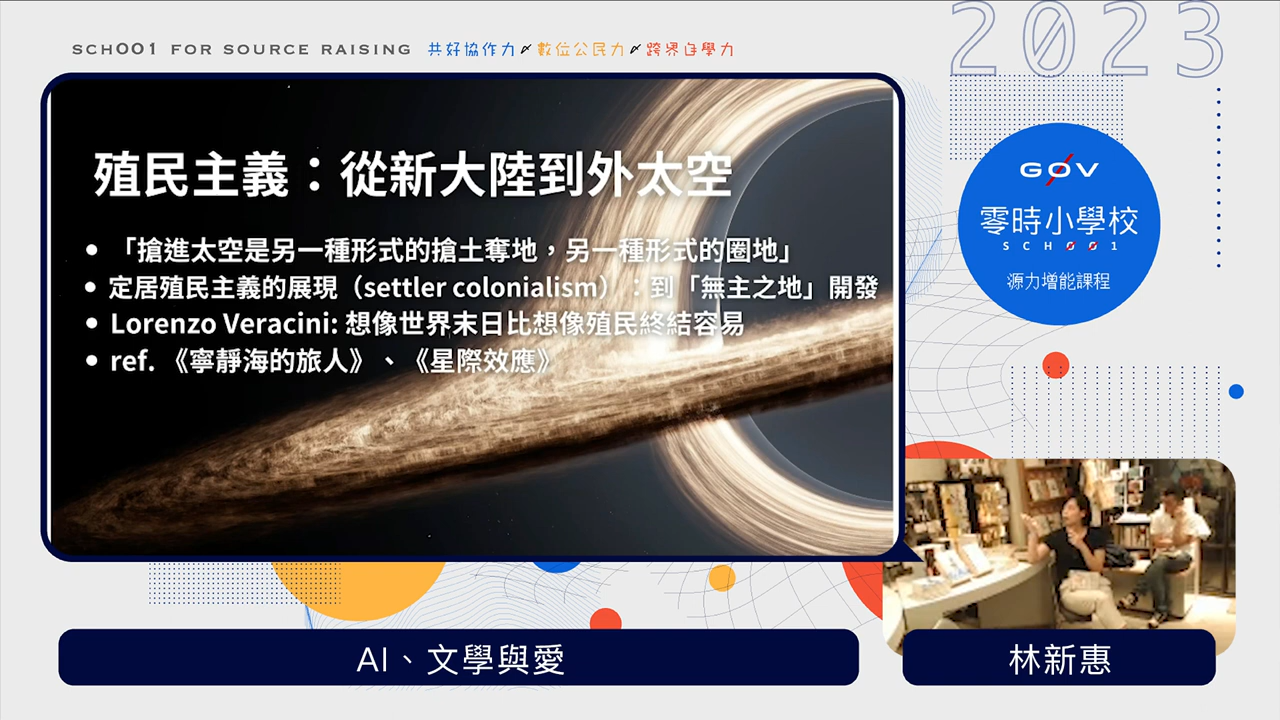 SCH001 FOR SOURCE RAISING 共好協作力 數位公民力 跨界自學力
2023
殖民主義：從新大陸到外太空
「搶進太空是另一種形式的搶土奪地，另一種形式的圈地」
定居殖民主義的展現（settler colonialism）：到「無主之地」開發
Lorenzo Veracini: 想像世界末日比想像殖民終結容易
ref. 《寧靜海的旅人》、《星際效應》
G0V
零時小學校
SCH001
源力增能課程
AI、文學與愛
林新惠